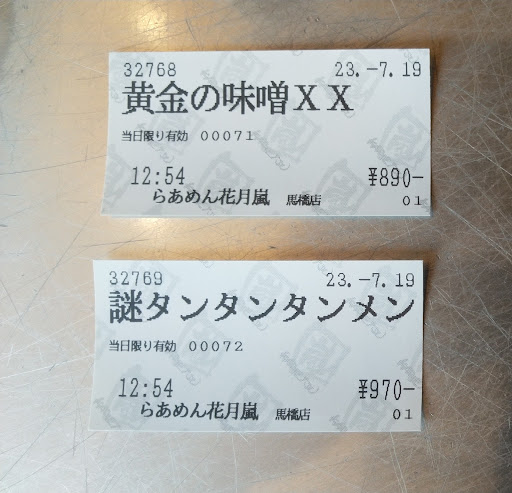 32768 23.-7.19
黄金の味噌XX
当日限り有効 00071
12:54 ¥890-
らあめん花月嵐 馬橋店 01
32769 23.-7.19
謎タンタンタンメン
当日限り有効 00072
12:54 ¥970-
らあめん花月嵐 馬橋店 01